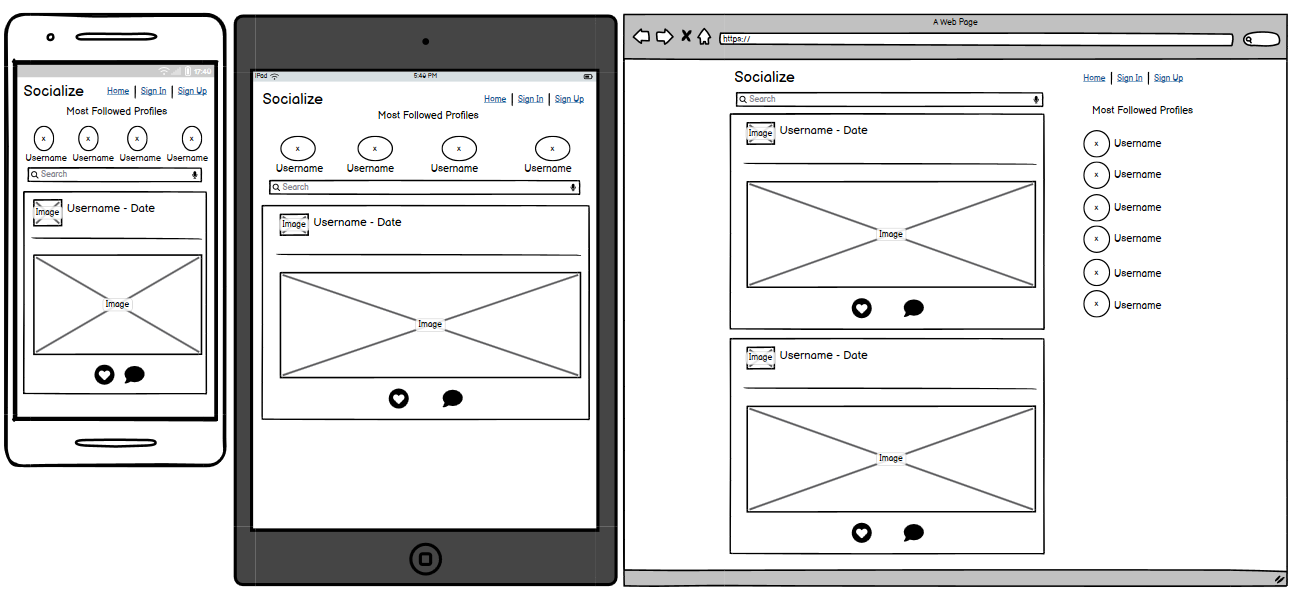 17:40
Socialize
Home | Sign In | Sign Up
Most Followed Profiles
x x x x
Username Username Username Username
Search
Image Username - Date
Image
iPad 5:49 PM
Socialize
Home | Sign In | Sign Up
Most Followed Profiles
x x x x
Username Username Username Username
Search
Image Username - Date
Image
A Web Page
https://
Socialize
Home | Sign In | Sign Up
Search
Image Username - Date
Image
Image Username - Date
Image
Most Followed Profiles
x Username
x Username
x Username
x Username
x Username
x Username